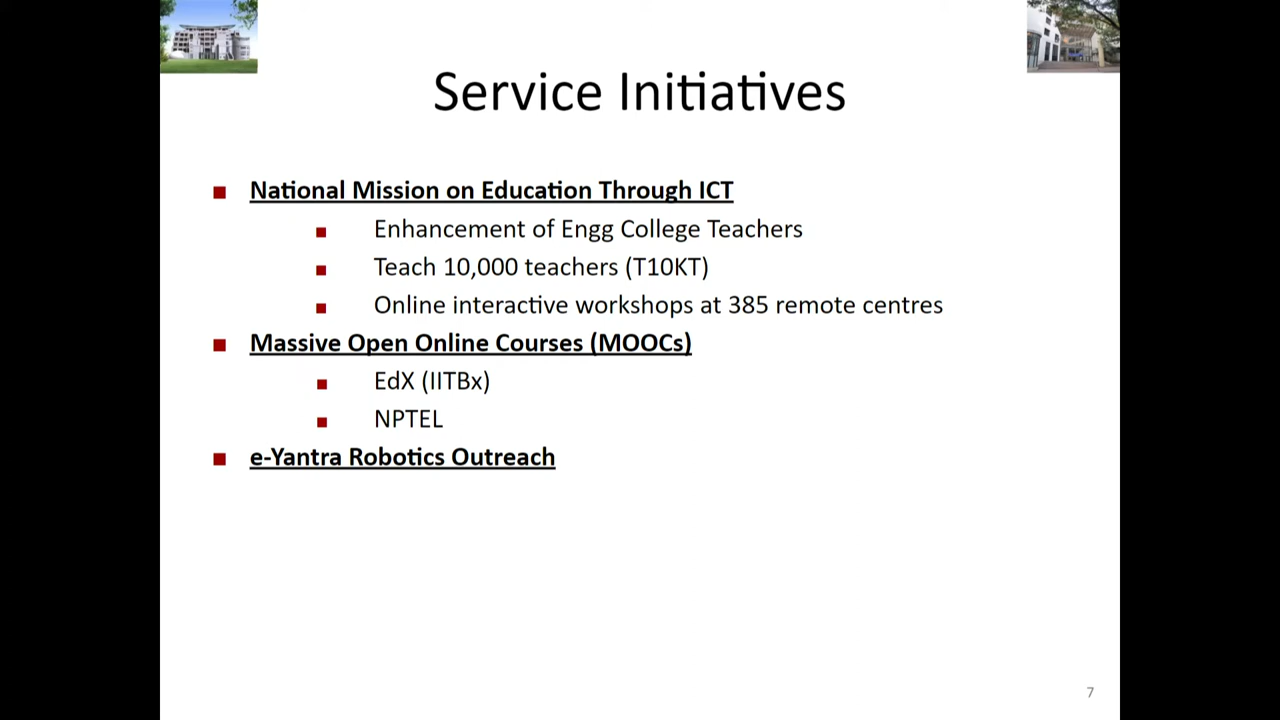 Service Initiatives
National Mission on Education Through ICT
Enhancement of Engg College Teachers
Teach 10,000 teachers (T10KT)
Online interactive workshops at 385 remote centres
Massive Open Online Courses (MOOCs)
EdX (IITBx)
NPTEL
e-Yantra Robotics Outreach
7